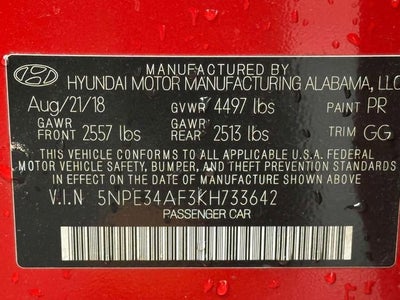 MANUFACTURED BY
HYUNDAI MOTOR MANUFACTURING ALABAMA, LLC
Aug/21/18 GVWR 4497 lbs PAINT PR
GAWR GAWR
FRONT 2557 lbs REAR 2513 lbs TRIM GG
THIS VEHICLE CONFORMS TO ALL APPLICABLE U.S.A. FEDERAL
MOTOR VEHICLE SAFETY, BUMPER, AND THEFT PREVENTION STANDARDS
IN EFFECT ON THE DATE OF MANUFACTURE SHOWN ABOVE.
V.I.N 5NPE34AF3KH733642
PASSENGER CAR